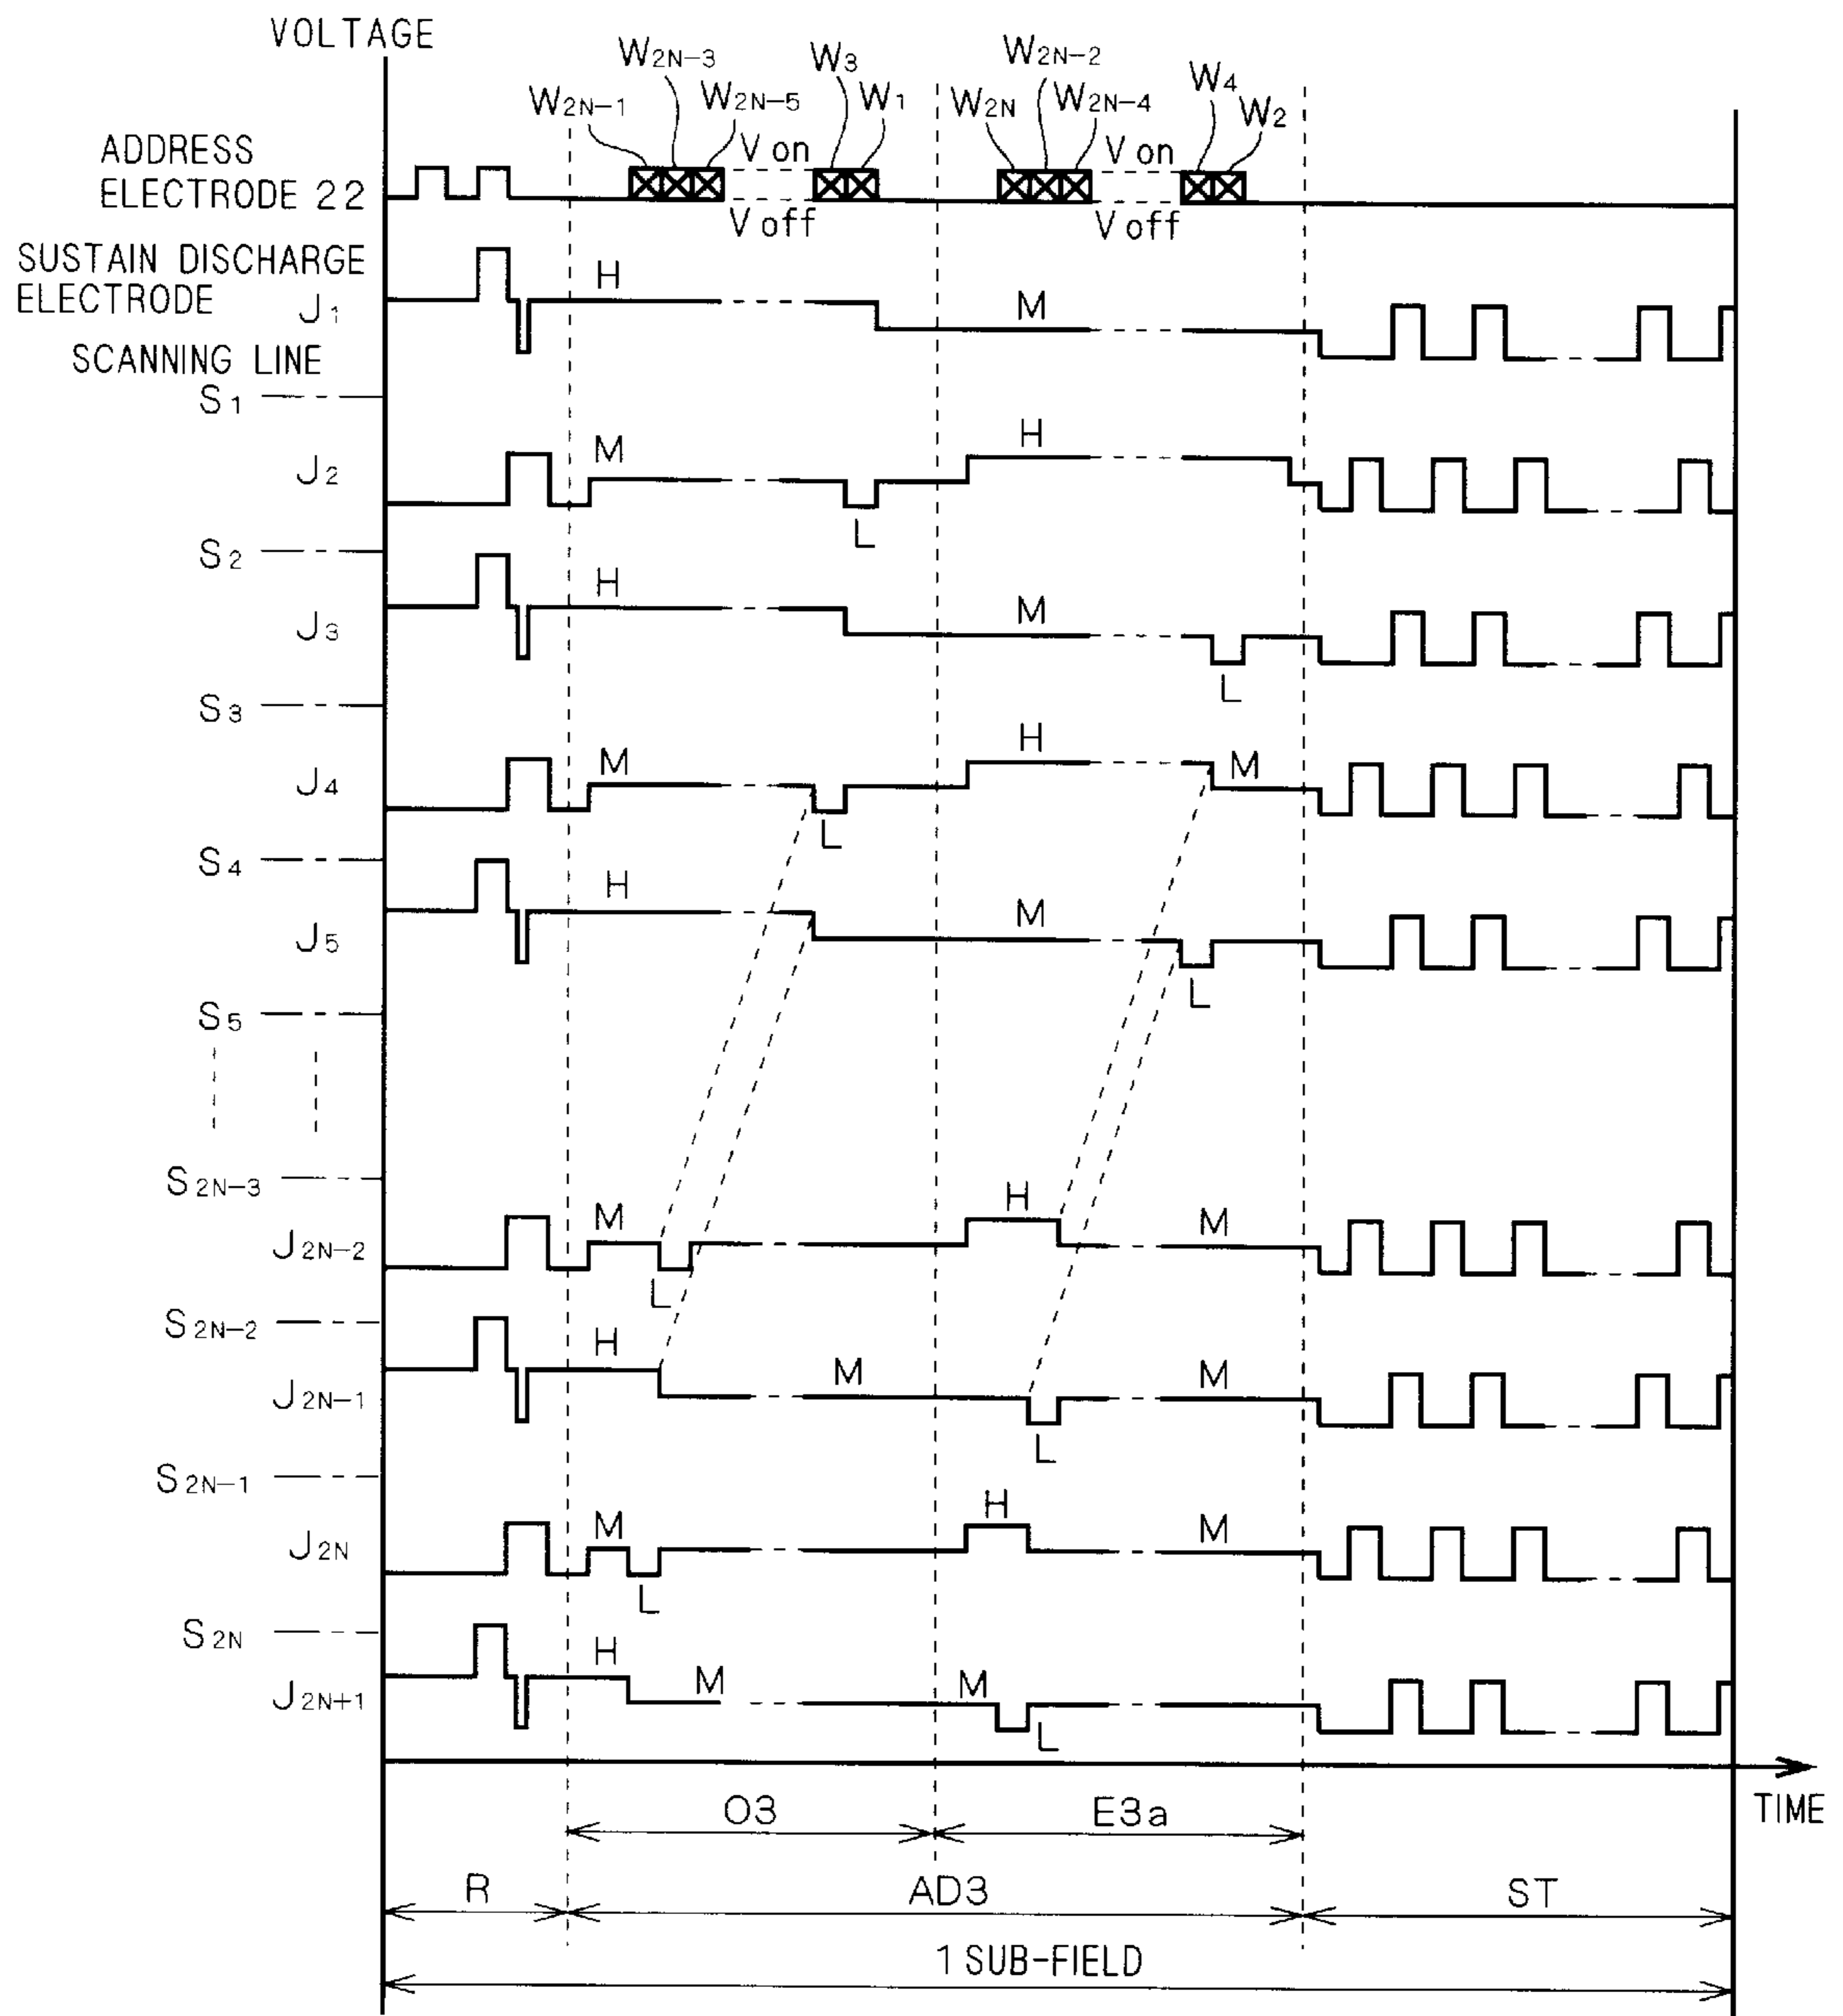 VOLTAGE
W2N-1 W2N-3 W2N-5 W3 W1 W2N W2N-2 W2N-4 W4 W2
ADDRESS
ELECTRODE 22
Von Von
Voff Voff
SUSTAIN DISCHARGE
ELECTRODE J1 H M
SCANNING LINE
S1
J2 M L H
S2
J3 H M L
S3
J4 M L H M
S4
J5 H M L
S5
S2N-3
J2N-2 M L H M
S2N-2
J2N-1 H M L M
S2N-1
J2N M L H M
S2N
J2N+1 H M M L
TIME
O3 E3a
R AD3 ST
1 SUB-FIELD